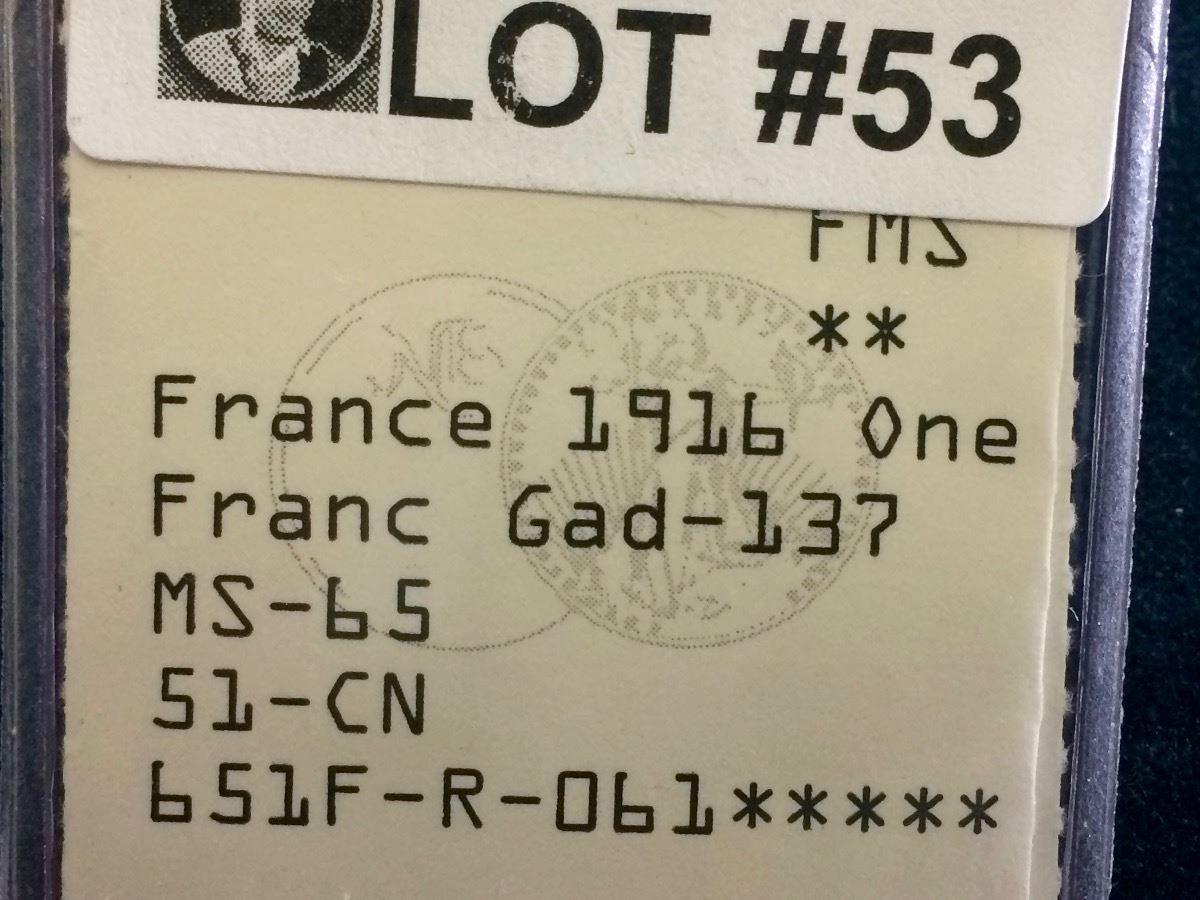 LOT #53
FMS
**
France 1916 One
Franc Gad-137
MS-65
51-CN
651F-R-061*****